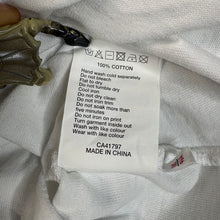 100% COTTON
Hand wash cold separately
Do not bleach
Flat to dry
Do not tumble dry
Cool iron
Do not dry clean
Do not iron trim
Do not soak more than
five minutes
Do not iron on print
Turn garment inside out
Wash with like colour
Wear with like colour
CA41797
MADE IN CHINA